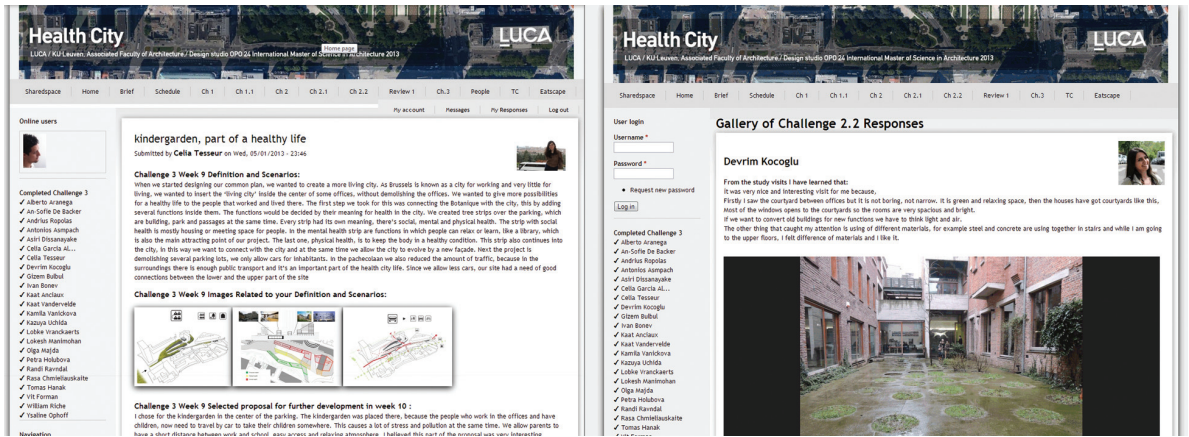 Health City
LUCA
LUCA / KU Leuven, Associated Faculty of Architecture / Design studio OPO 24 International Master of Science in Architecture 2013
Home page
Sharedspace Home Brief Schedule Ch 1 Ch 1.1 Ch 2 Ch 2.1 Ch 2.2 Review 1 Ch.3 People TC Eatscape
My account Messages My Responses Log out
Online users
Completed Challenge 3
✓ Alberto Aranega
✓ An-Sofie De Backer
✓ Andrius Ropolas
✓ Antonios Asmpach
✓ Asiri Dissanayake
✓ Celia Garcia Al...
✓ Celia Tesseur
✓ Devrim Kocoglu
✓ Gizem Bulbul
✓ Ivan Bonev
✓ Kaat Anclaux
✓ Kaat Vandervelde
✓ Kamila Vanickova
✓ Kazuya Uchida
✓ Lobke Vranckaerts
✓ Lokesh Manimohan
✓ Olga Majda
✓ Petra Holubova
✓ Randi Ravndal
✓ Rasa Chmieliauskaite
✓ Tomas Hanak
✓ Vit Forman
✓ William Riche
✓ Ysaline Ophoff
Navigation
kindergarden, part of a healthy life
Submitted by Celia Tesseur on Wed, 05/01/2013 - 23:46
Challenge 3 Week 9 Definition and Scenarios:
When we started designing our common plan, we wanted to create a more living city. As Brussels is known as a city for working and very little for
living, we wanted to insert the 'living city' inside the center of some offices, without demolishing the offices. We wanted to give more possibilities
for a healthy life to the people that worked and lived there. The first step we took for this was connecting the Botanique with the city, this by adding
several functions inside them. The functions would be decided by their meaning for health in the city. We created tree strips over the parking, which
are building, park and passages at the same time. Every strip had its own meaning, there's social, mental and physical health. The strip with social
health is mostly housing or meeting space for people. In the mental health strip are functions in which people can relax or learn, like a library, which
is also the main attracting point of our project. The last one, physical health, is to keep the body in a healthy condition. This strip also continues into
the city, in this way we want to connect with the city and at the same time we allow the city to evolve by a new façade. Next the project is
demolishing several parking lots, we only allow cars for inhabitants. In the pachecolaan we also reduced the amount of traffic, because in the
surroundings there is enough public transport and it's an important part of the health city life. Since we allow less cars, our site had a need of good
connections between the lower and the upper part of the site
Challenge 3 Week 9 Images Related to your Definition and Scenarios:
Challenge 3 Week 9 Selected proposal for further development in week 10 :
I chose for the kindergarden in the center of the parking. The kindergarden was placed there, because the people who work in the offices and have
children, now need to travel by car to take their children somewhere. This causes a lot of stress and pollution at the same time. We allow parents to
have a short distance between work and school, easy access and relaxing atmosphere. I believed this part of the proposal was very interesting
Health City
LUCA
LUCA / KU Leuven, Associated Faculty of Architecture / Design studio OPO 24 International Master of Science in Architecture 2013
Sharedspace Home Brief Schedule Ch 1 Ch 1.1 Ch 2 Ch 2.1 Ch 2.2 Review 1 Ch.3 TC Eatscape
User login
Username *
Password *
Request new password
Log in
Completed Challenge 3
✓ Alberto Aranega
✓ An-Sofie De Backer
✓ Andrius Ropolas
✓ Antonios Asmpach
✓ Asiri Dissanayake
✓ Celia Garcia Al...
✓ Celia Tesseur
✓ Devrim Kocoglu
✓ Gizem Bulbul
✓ Ivan Bonev
✓ Kaat Anclaux
✓ Kaat Vandervelde
✓ Kamila Vanickova
✓ Kazuya Uchida
✓ Lobke Vranckaerts
✓ Lokesh Manimohan
✓ Olga Majda
✓ Petra Holubova
✓ Randi Ravndal
✓ Rasa Chmieliauskaite
✓ Tomas Hanak
✓ Vit Forman
Gallery of Challenge 2.2 Responses
Devrim Kocoglu
From the study visits I have learned that:
It was very nice and interesting visit for me because,
Firstly I saw the courtyard between offices but it is not boring, not narrow. It is green and relaxing space, then the houses have got courtyards like this,
Most of the windows opens to the courtyards so the rooms are very spacious and bright.
If we want to convert old buildings for new functions we have to think light and air.
The other thing that caught my attention is using of different materials, for example steel and concrete are using together in stairs and while I am going
to the upper floors, I felt difference of materials and I like it.